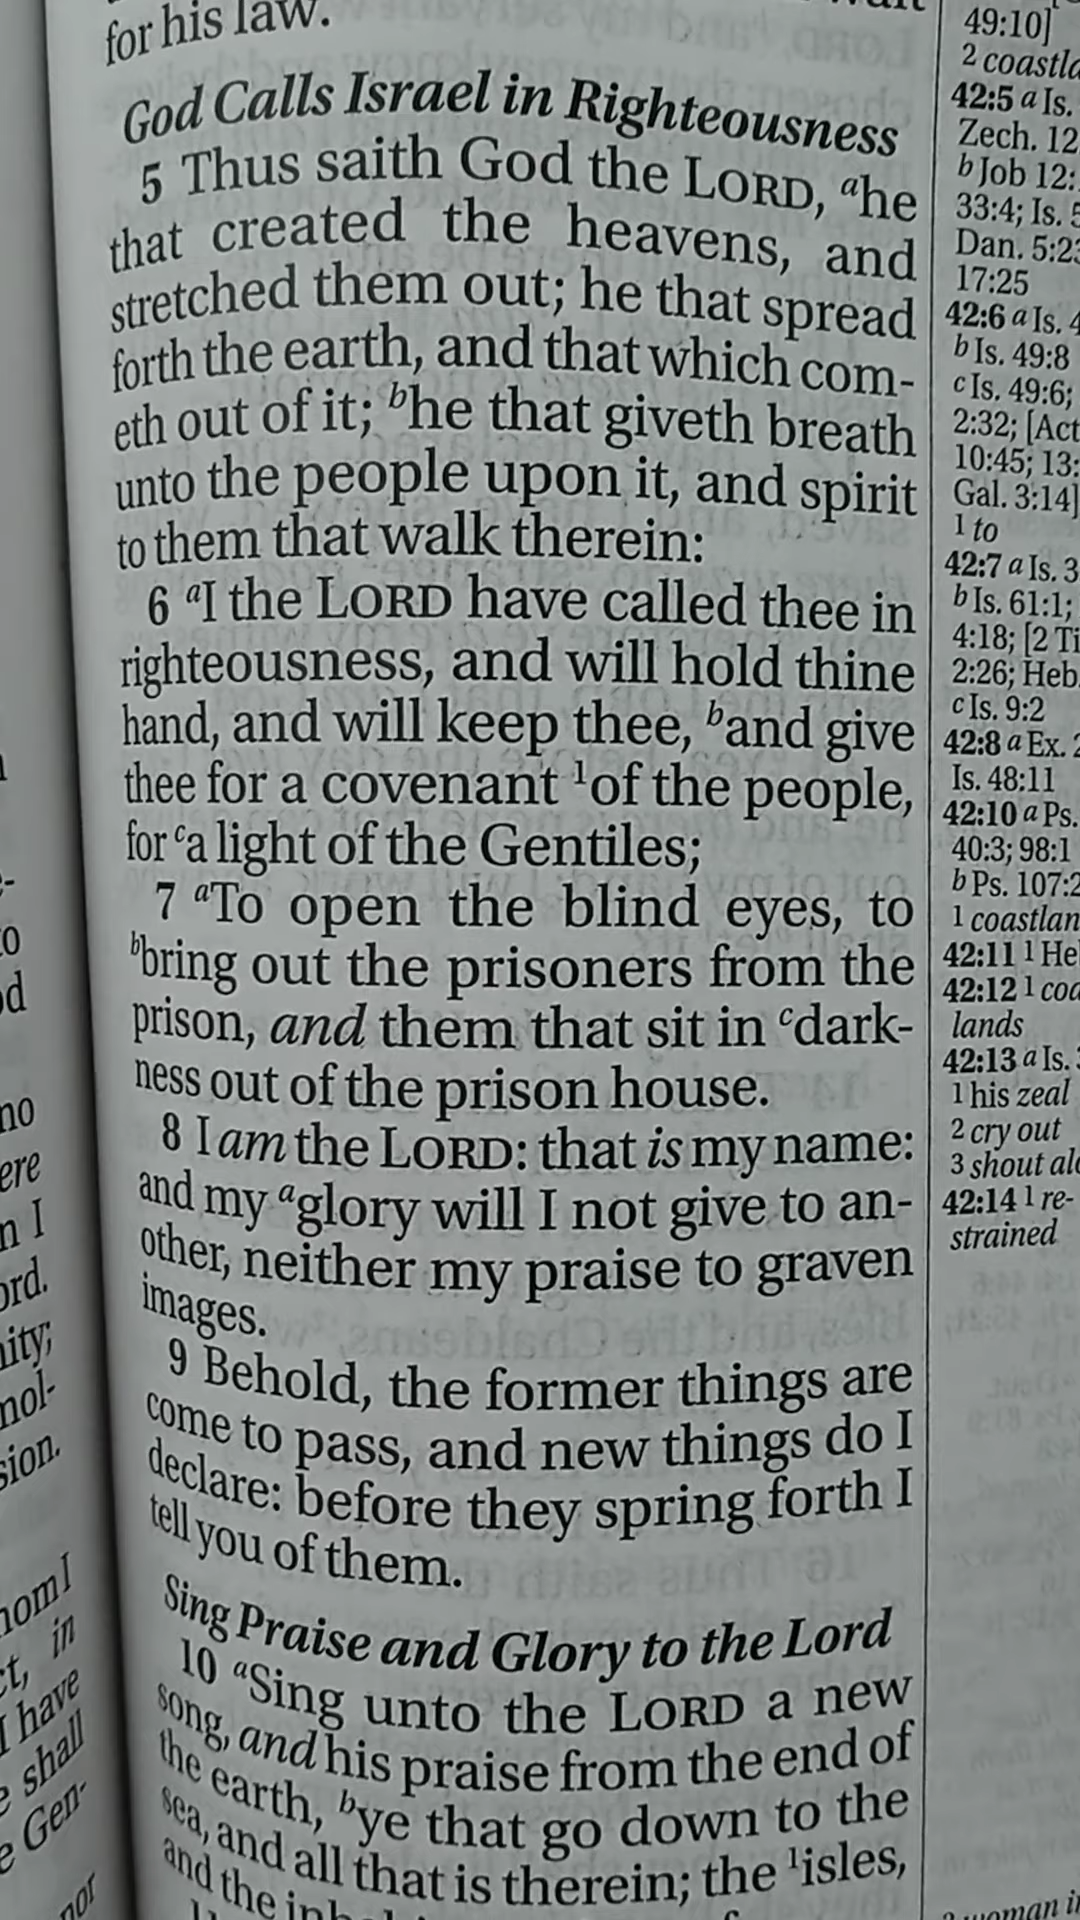 for his law.
God Calls Israel in Righteousness
5 Thus saith God the LORD, ᵃhe
that created the heavens, and
stretched them out; he that spread
forth the earth, and that which com-
eth out of it; ᵇhe that giveth breath
unto the people upon it, and spirit
to them that walk therein:
6 ᵃI the LORD have called thee in
righteousness, and will hold thine
hand, and will keep thee, ᵇand give
thee for a covenant ¹of the people,
for ᶜa light of the Gentiles;
7 ᵃTo open the blind eyes, to
ᵇbring out the prisoners from the
prison, and them that sit in ᶜdark-
ness out of the prison house.
8 I am the LORD: that is my name:
and my ᵃglory will I not give to an-
other, neither my praise to graven
images.
9 Behold, the former things are
come to pass, and new things do I
declare: before they spring forth I
tell you of them.
Sing Praise and Glory to the Lord
10 ᵃSing unto the LORD a new
song, and his praise from the end of
the earth, ᵇye that go down to the
sea, and all that is therein; the ¹isles,
and the
49:10]
2
42:5 a Is.
Zech. 12
b Job 12:
33:4; Is. 5
Dan. 5:23
17:25
42:6 a Is. 4
b Is. 49:8
c Is. 49:6;
2:32; [Act
10:45; 13:
Gal. 3:14]
1 to
42:7 a Is. 3
b Is. 61:1;
4:18; [2 Ti
2:26; Heb.
c Is. 9:2
42:8 a Ex. 2
Is. 48:11
42:10 a Ps.
40:3; 98:1
b Ps. 107:2
1 coastlan
42:11 1 He
42:12 1 coa
lands
42:13 a Is.
1 his zeal
2 cry out
3 shout alo
42:14 1 re-
strained
woman in